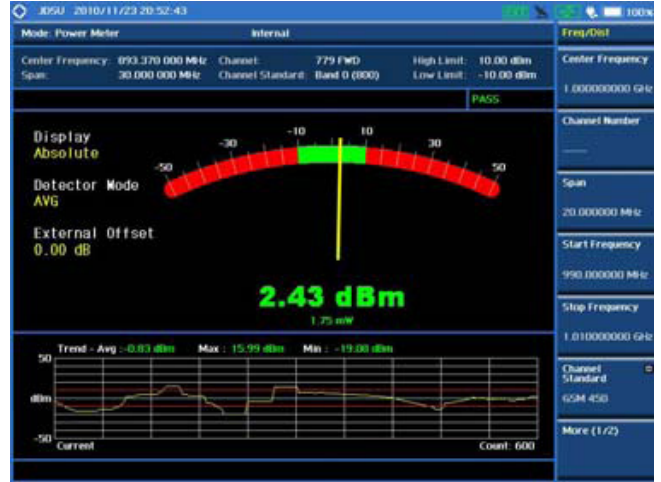 JDSU 2010/11/23 20:52:43
100%
Mode: Power Meter Internal
Center Frequency: 893.370 000 MHz Channel: 779 FWD High Limit: 10.00 dBm
Span: 30.000 000 MHz Channel Standard: Band 0 (800) Low Limit: -10.00 dBm
PASS
Display
Absolute
Detector Mode
AVG
External Offset
0.00 dB
-50 -30 -10 10 30 50
2.43 dBm
1.75 mW
Trend - Avg : -0.83 dBm Max : 15.99 dBm Min : -19.08 dBm
50
dBm
-50
Current Count: 600
Freq/Dist
Center Frequency
1.000000000 GHz
Channel Number
Span
20.000000 MHz
Start Frequency
990.000000 MHz
Stop Frequency
1.010000000 GHz
Channel
Standard
GSM 450
More (1/2)